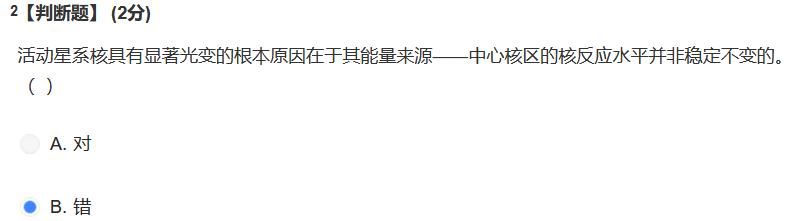 2【判断题】 (2分)
活动星系核具有显著光变的根本原因在于其能量来源——中心核区的核反应水平并非稳定不变的。
（ ）
A. 对
B. 错